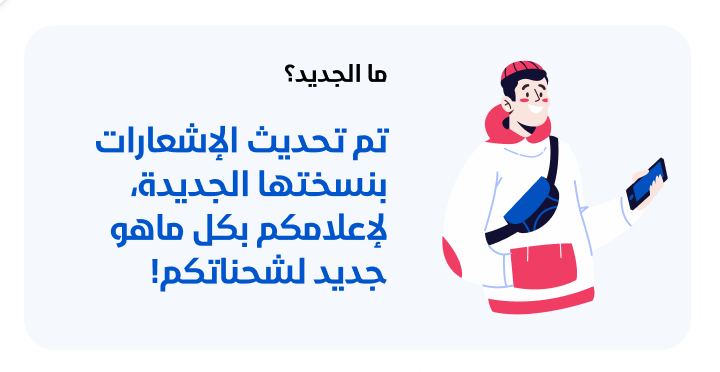 ما الجديد؟
تم تحديث الإشعارات
بنسختها الجديدة،
لإعلامكم بكل ماهو
جديد لشحناتكم!